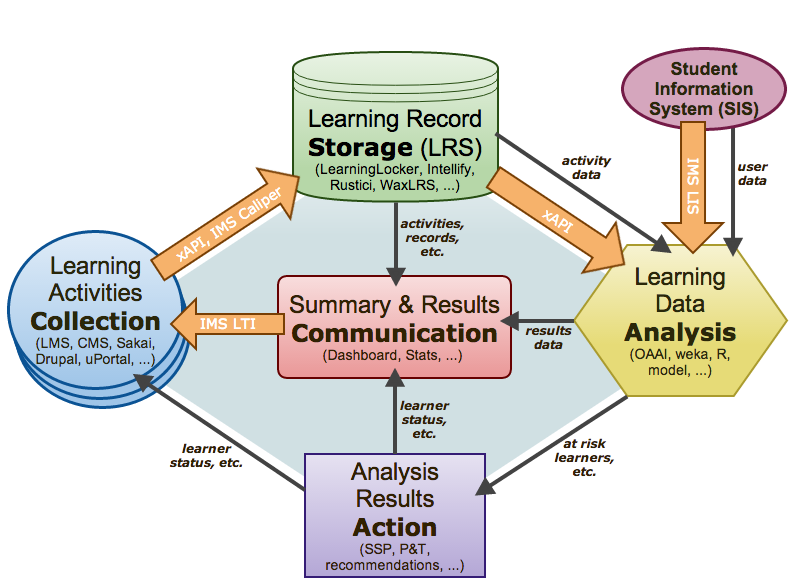 Learning Record
Storage (LRS)
(LearningLocker, Intellify,
Rustici, WaxLRS, ...)
Student
Information
System (SIS)
activity
data
IMS LIS
user
data
xAPI, IMS Caliper
xAPI
activities,
records,
etc.
Learning
Activities
Collection
(LMS, CMS, Sakai,
Drupal, uPortal, ...)
IMS LTI
Summary & Results
Communication
(Dashboard, Stats, ...)
results
data
Learning
Data
Analysis
(OAAI, weka, R,
model, ...)
learner
status,
etc.
learner
status, etc.
at risk
learners,
etc.
Analysis
Results
Action
(SSP, P&T,
recommendations, ...)